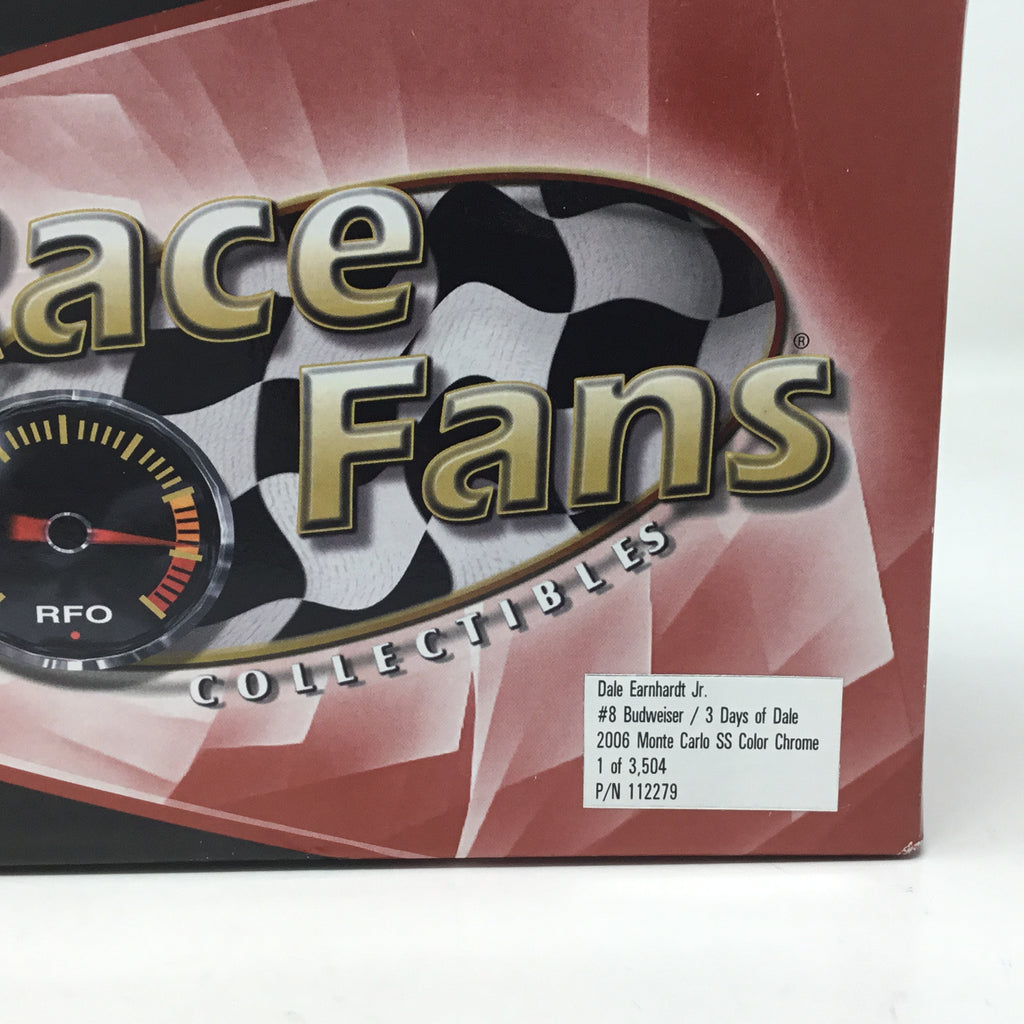 Race
Fans®
COLLECTIBLES
RFO
Dale Earnhardt Jr.
#8 Budweiser / 3 Days of Dale
2006 Monte Carlo SS Color Chrome
1 of 3,504
P/N 112279